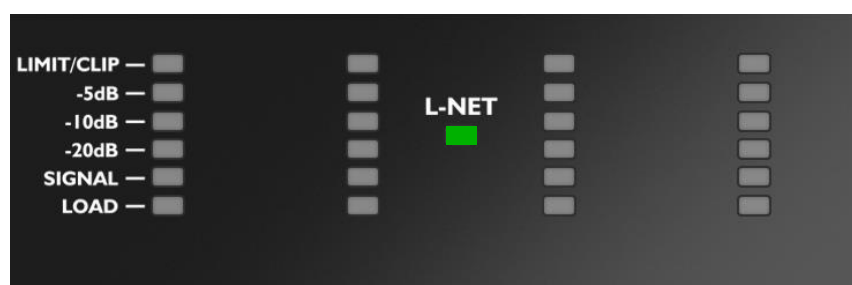 LIMIT/CLIP
-5dB
-10dB
L-NET
-20dB
SIGNAL
LOAD